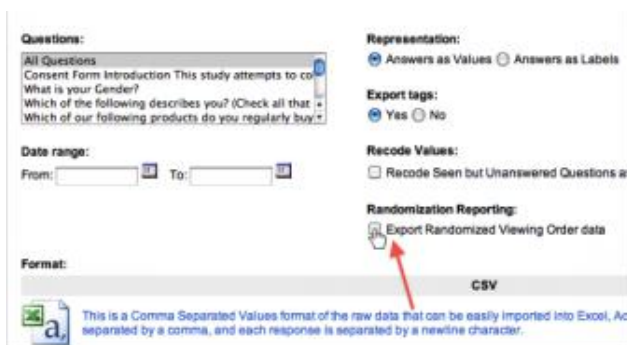 Questions:
All Questions
Consent Form Introduction This study attempts to co
What is your Gender?
Which of the following describes you? (Check all that
Which of our following products do you regularly buy
Date range:
From: To:
Format:
Representation:
Answers as Values Answers as Labels
Export tags:
Yes No
Recode Values:
Recode Seen but Unanswered Questions a
Randomization Reporting:
Export Randomized Viewing Order data
CSV
a,
This is a Comma Separated Values format of the raw data that can be easily imported into Excel, Ac
separated by a comma, and each response is separated by a newline character.